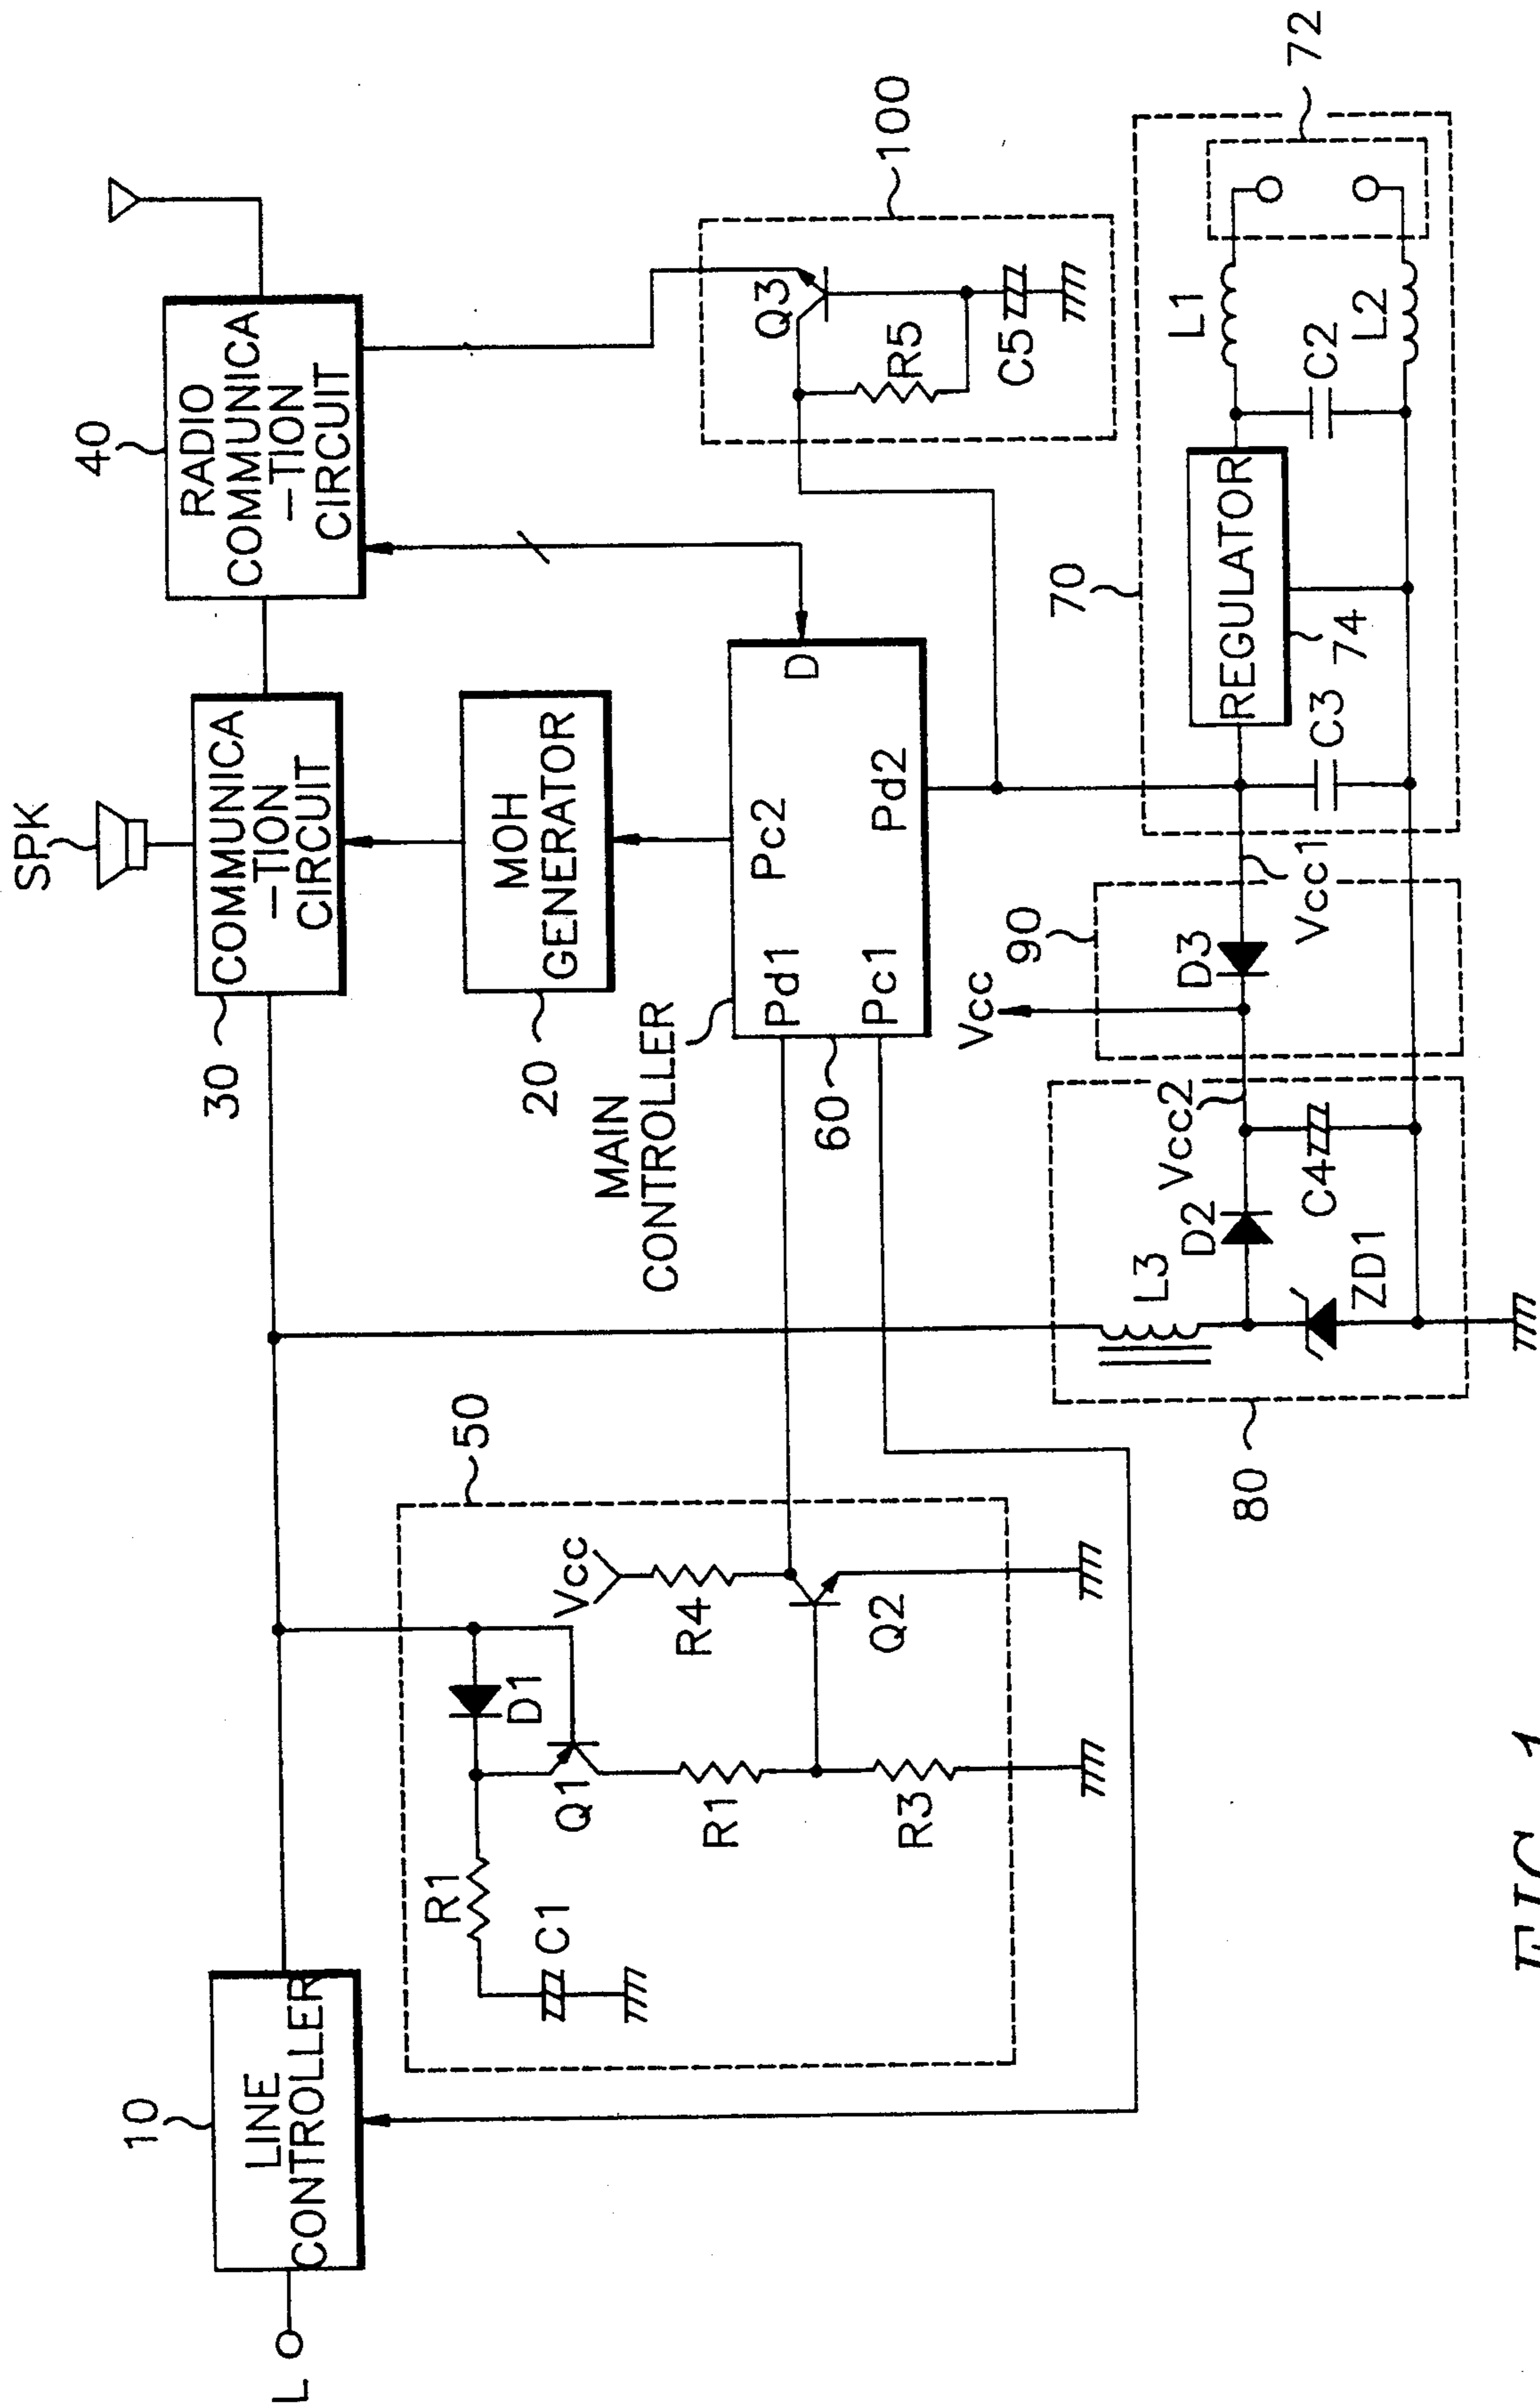 L
10
LINE
CONTROLLER
SPK
30
COMMUNICA
-TION
CIRCUIT
40
RADIO
COMMUNICA
-TION
CIRCUIT
20
MOH
GENERATOR
50
R1
C1
D1
Q1
R1
R3
Vcc
R4
Q2
MAIN
CONTROLLER
60
Pd1
Pc1
Pc2
Pd2
D
100
Q3
R5
C5
80
L3
D2
ZD1
Vcc2
C4
90
Vcc
D3
Vcc1
70
REGULATOR
74
C3
C2
L1
L2
72
FIG. 1